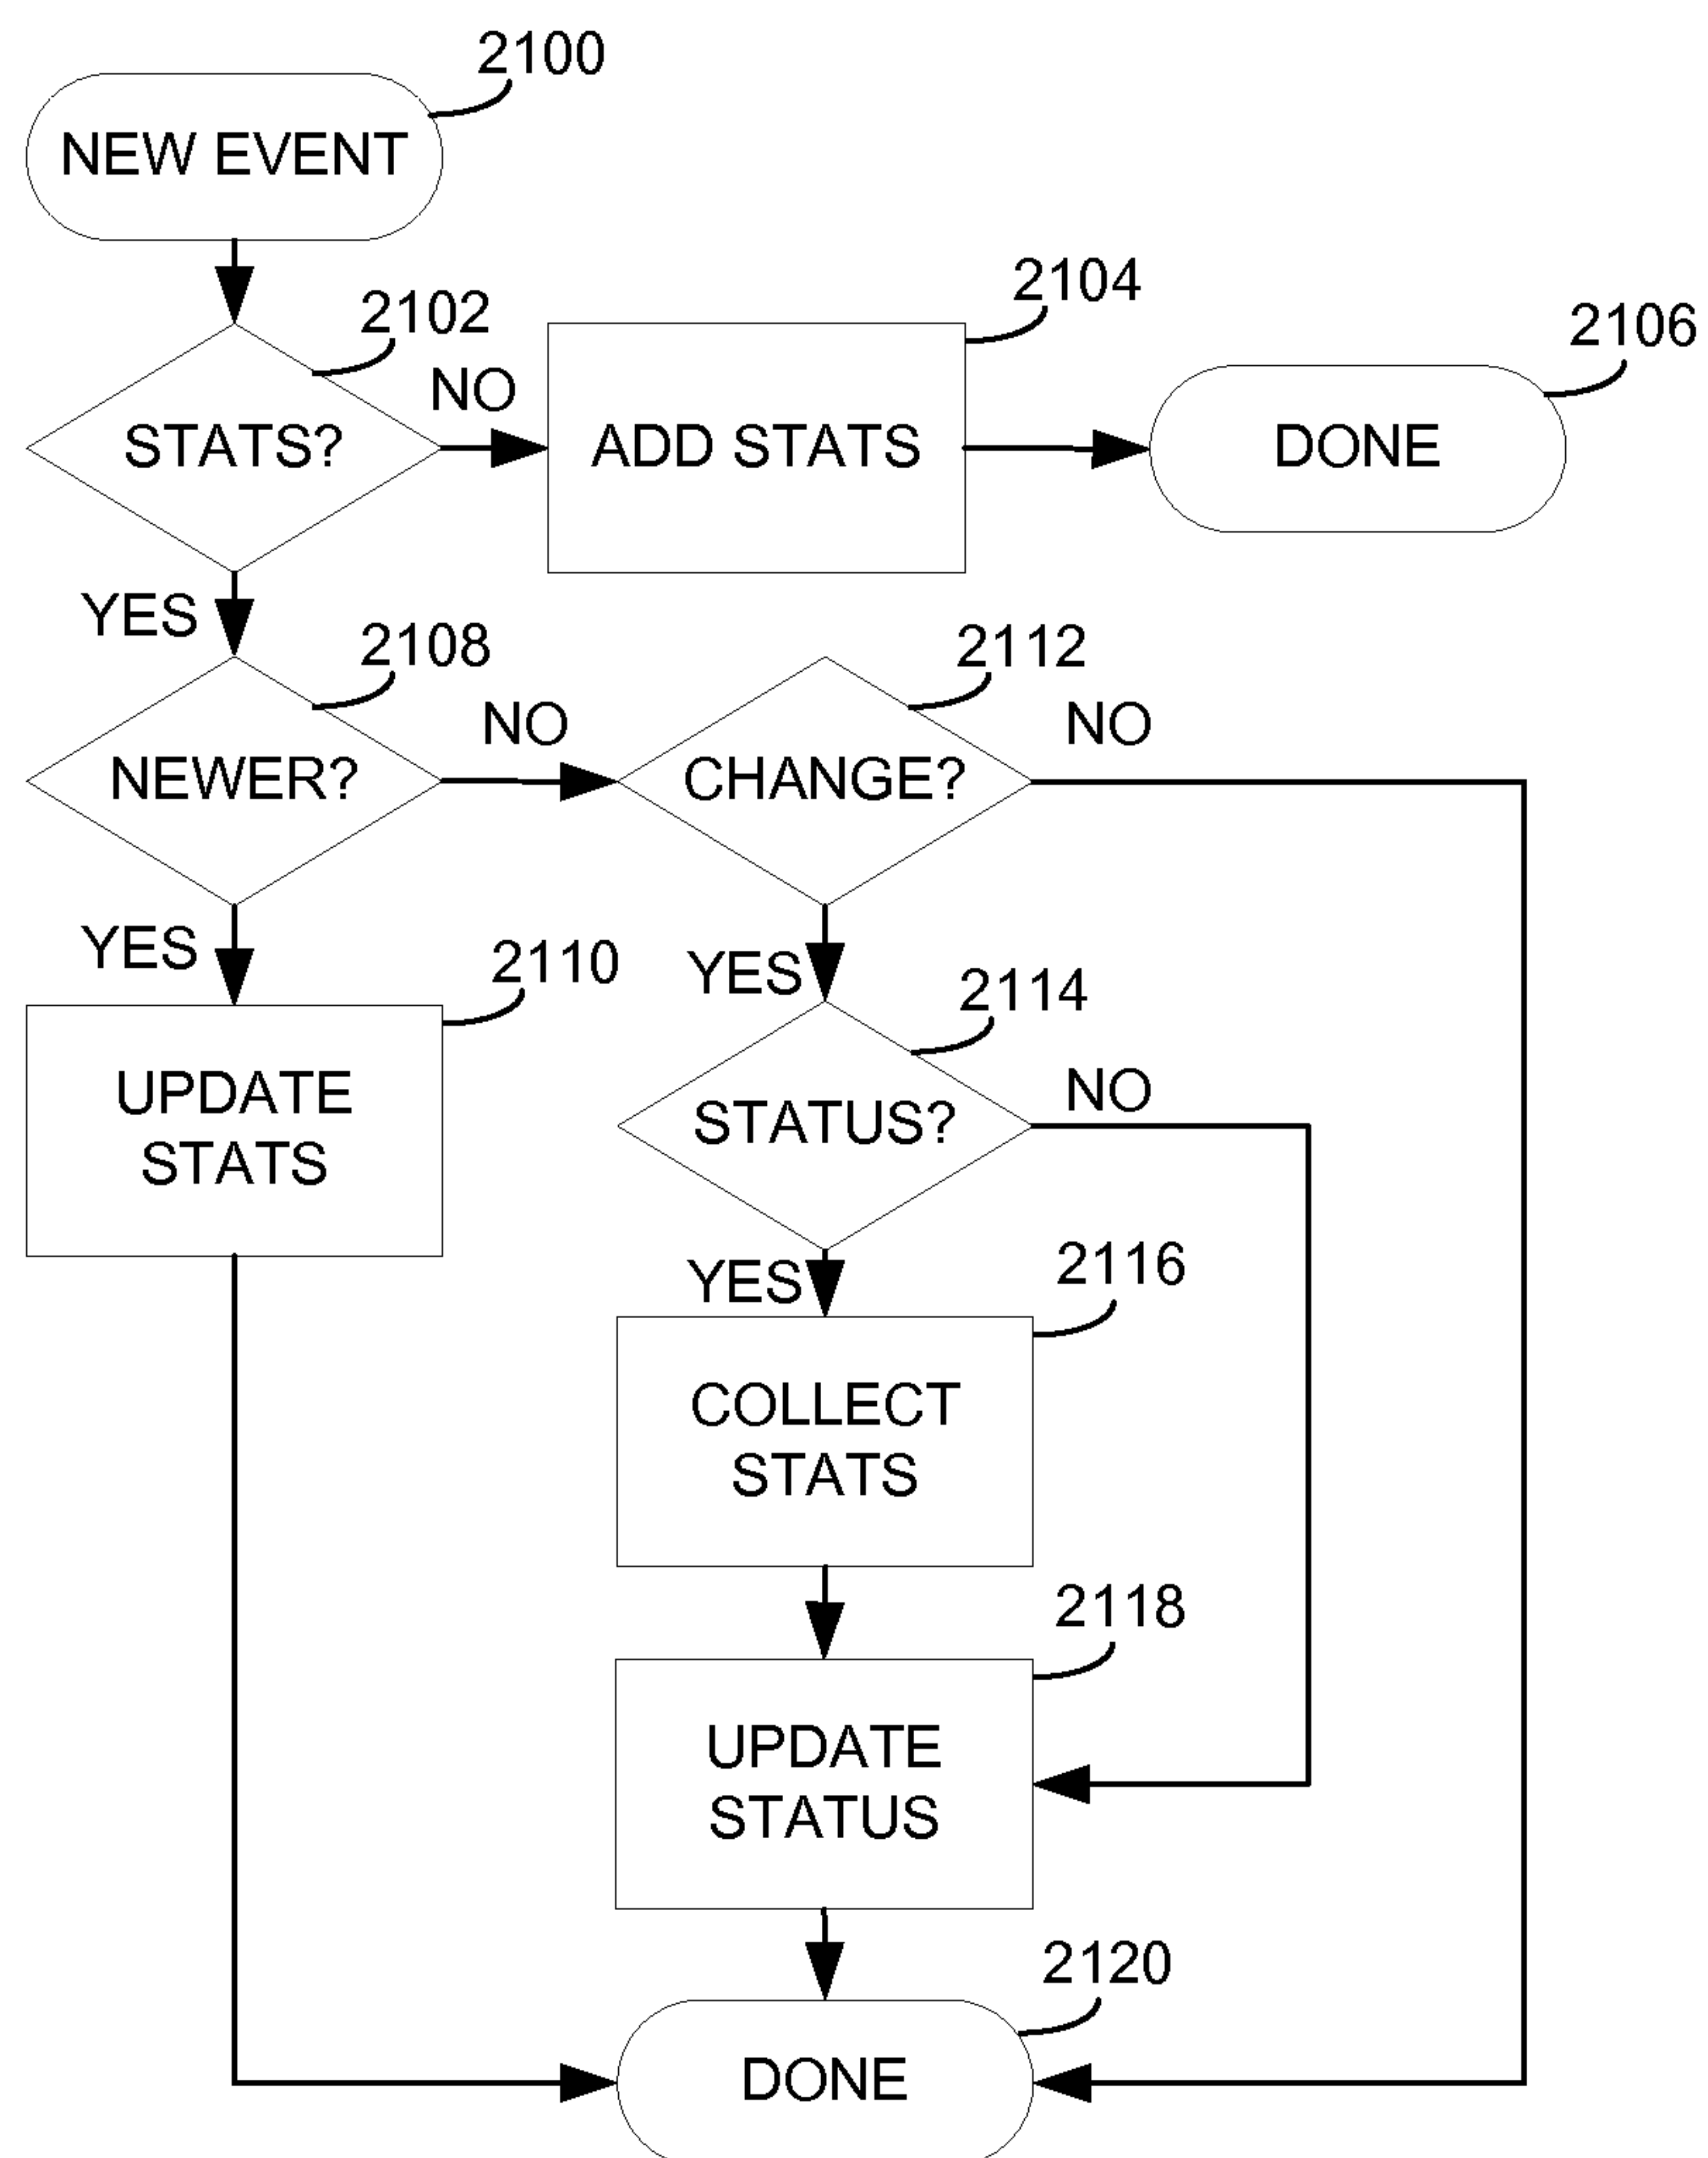 2100
NEW EVENT
2102
2104
2106
NO
STATS?
ADD STATS
DONE
YES
2108
2112
NO
NO
NEWER?
CHANGE?
YES
2110
YES
2114
UPDATE
STATS
NO
STATUS?
YES
2116
COLLECT
STATS
2118
UPDATE
STATUS
2120
DONE